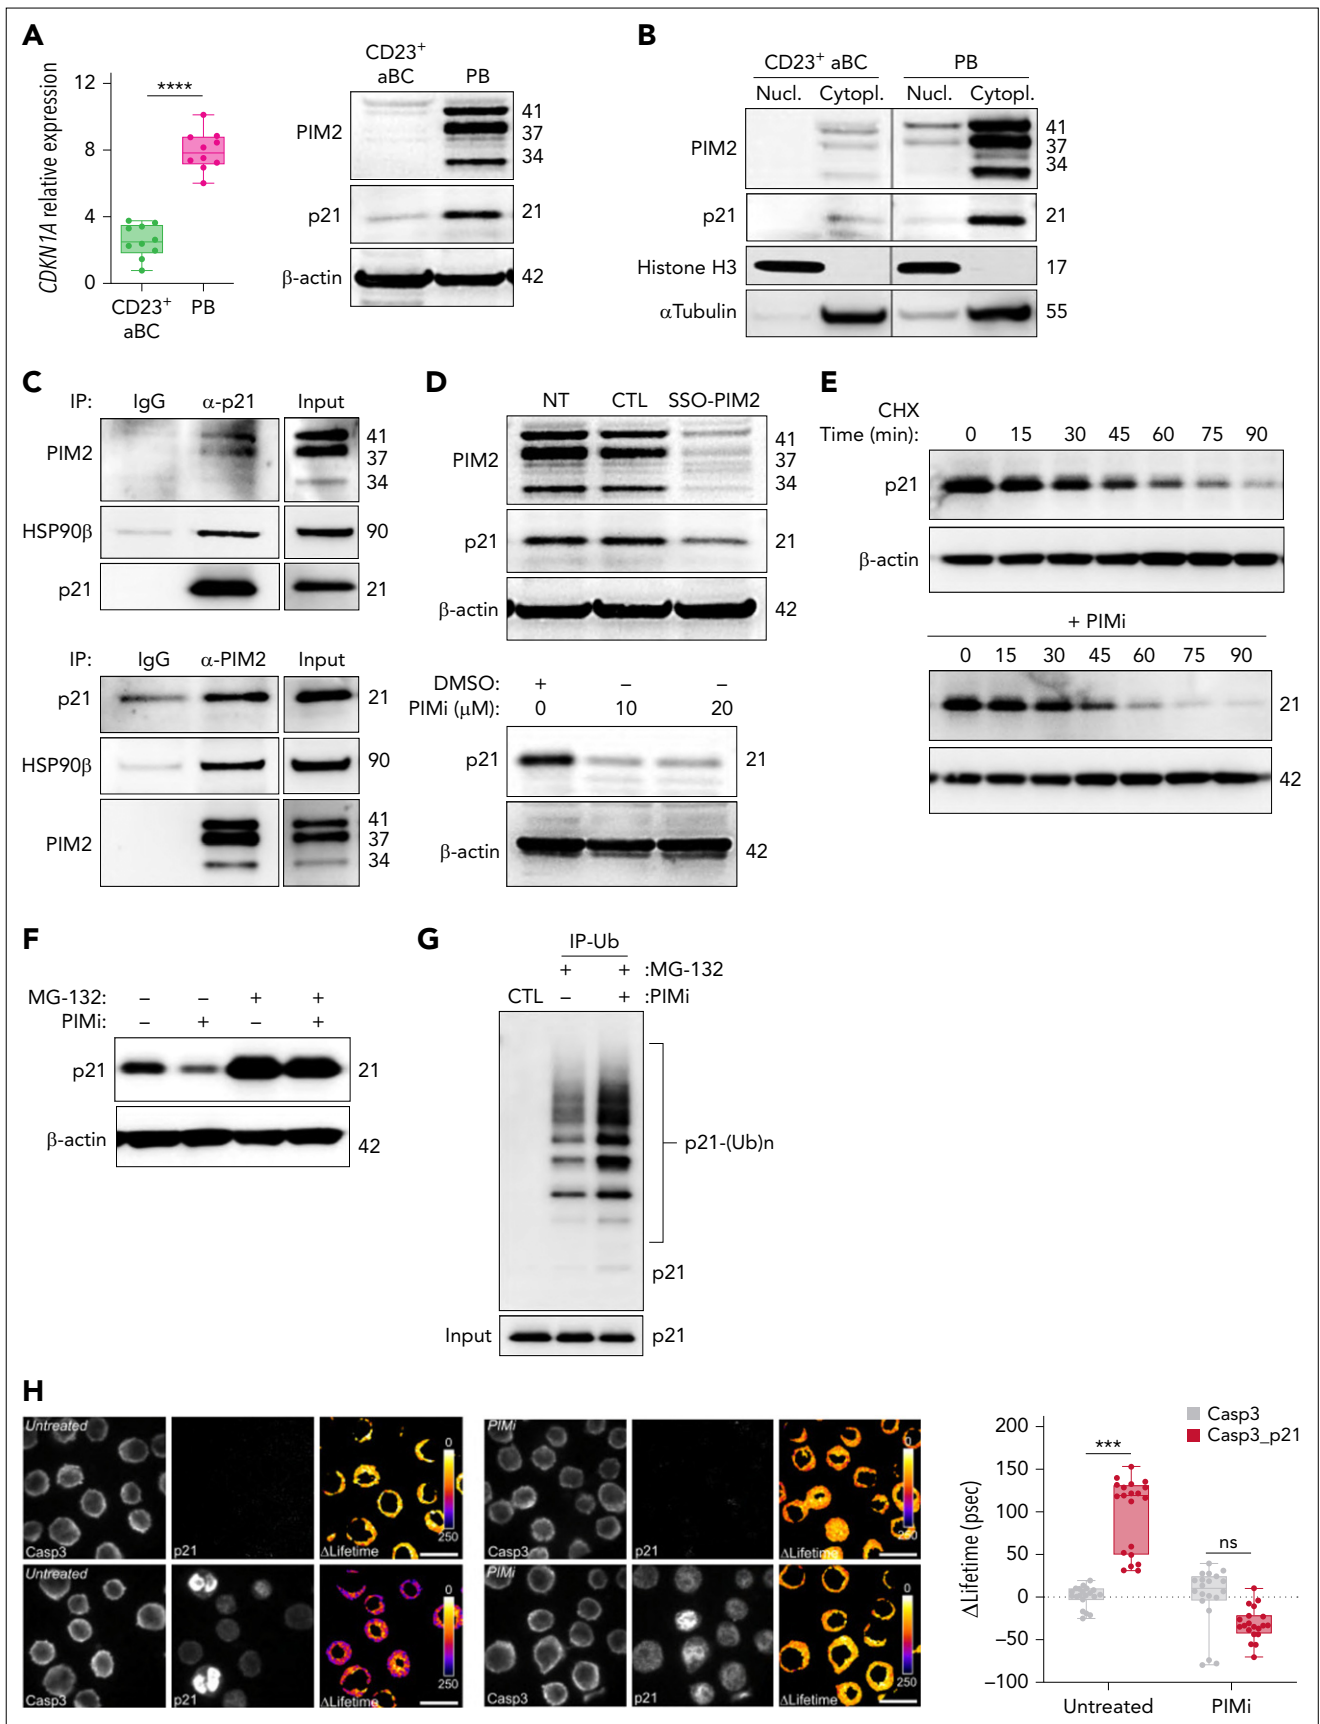 A
CDKN1A relative expression
12
8
4
0
****
CD23+ aBC
PB
CD23+ aBC
PB
PIM2
41
37
34
p21
21
β-actin
42
B
CD23+ aBC
PB
Nucl.
Cytopl.
Nucl.
Cytopl.
PIM2
41
37
34
p21
21
Histone H3
17
αTubulin
55
C
IP:
IgG
α-p21
Input
PIM2
41
37
34
HSP90β
90
p21
21
IP:
IgG
α-PIM2
Input
p21
21
HSP90β
90
PIM2
41
37
34
D
NT
CTL
SSO-PIM2
PIM2
41
37
34
p21
21
β-actin
42
DMSO:
+
–
–
PIMi (μM):
0
10
20
p21
21
β-actin
42
E
CHX
Time (min):
0
15
30
45
60
75
90
p21
β-actin
+ PIMi
0
15
30
45
60
75
90
21
42
F
MG-132:
–
–
+
+
PIMi:
–
+
–
+
p21
21
β-actin
42
G
IP-Ub
+
+
:MG-132
CTL
–
+
:PIMi
p21-(Ub)n
p21
Input
p21
H
Untreated
Casp3
p21
0
250
ΔLifetime
PIMi
Casp3
p21
0
250
ΔLifetime
Untreated
Casp3
p21
0
250
ΔLifetime
PIMi
Casp3
p21
0
250
ΔLifetime
ΔLifetime (psec)
200
150
100
50
0
−50
−100
***
ns
Casp3
Casp3_p21
Untreated
PIMi